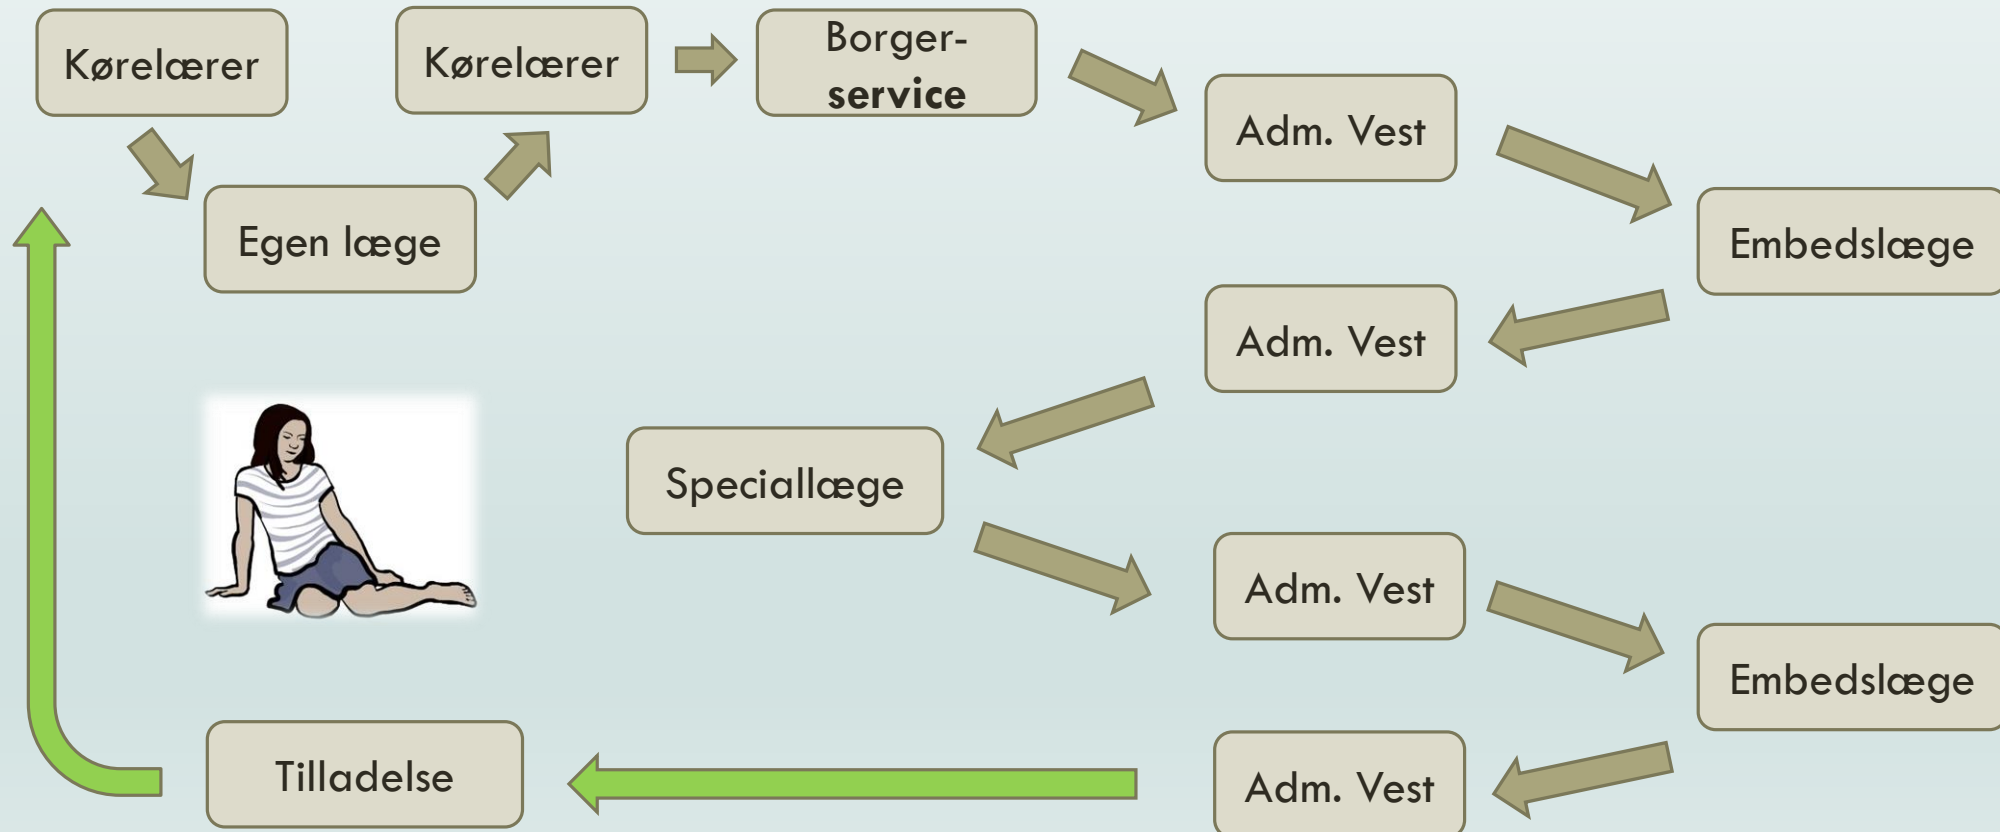 Kørelærer
Kørelærer
Borger-
service
Adm. Vest
Egen læge
Embedslæge
Adm. Vest
Speciallæge
Adm. Vest
Embedslæge
Tilladelse
Adm. Vest